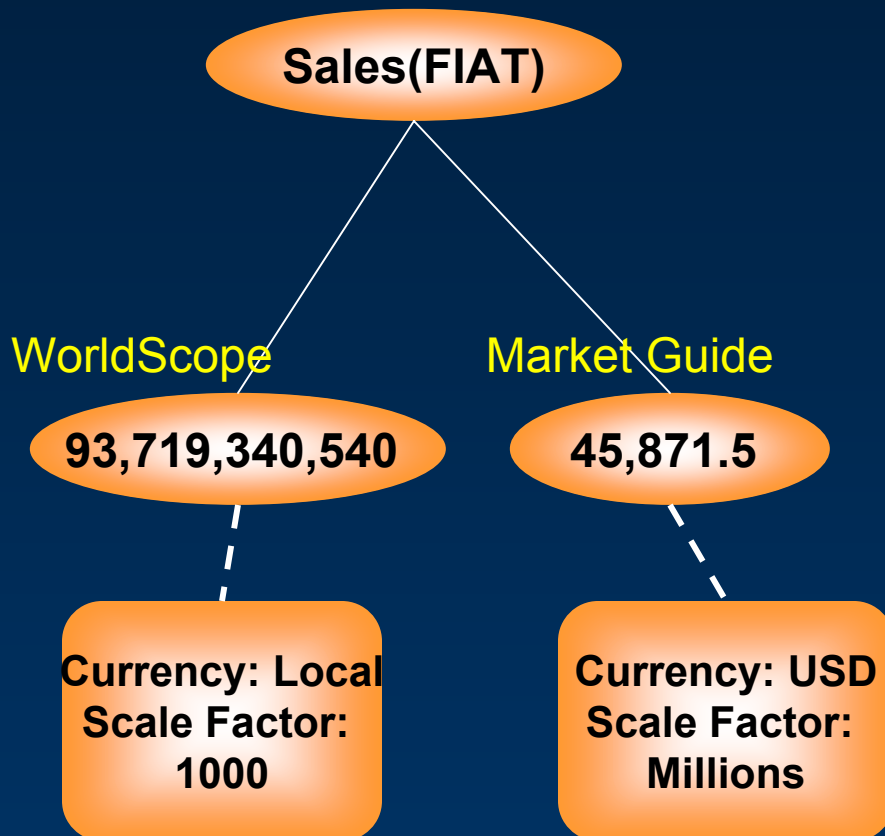 Sales(FIAT)
WorldScope
Market Guide
93,719,340,540
45,871.5
Currency: Local
Scale Factor:
1000
Currency: USD
Scale Factor:
Millions